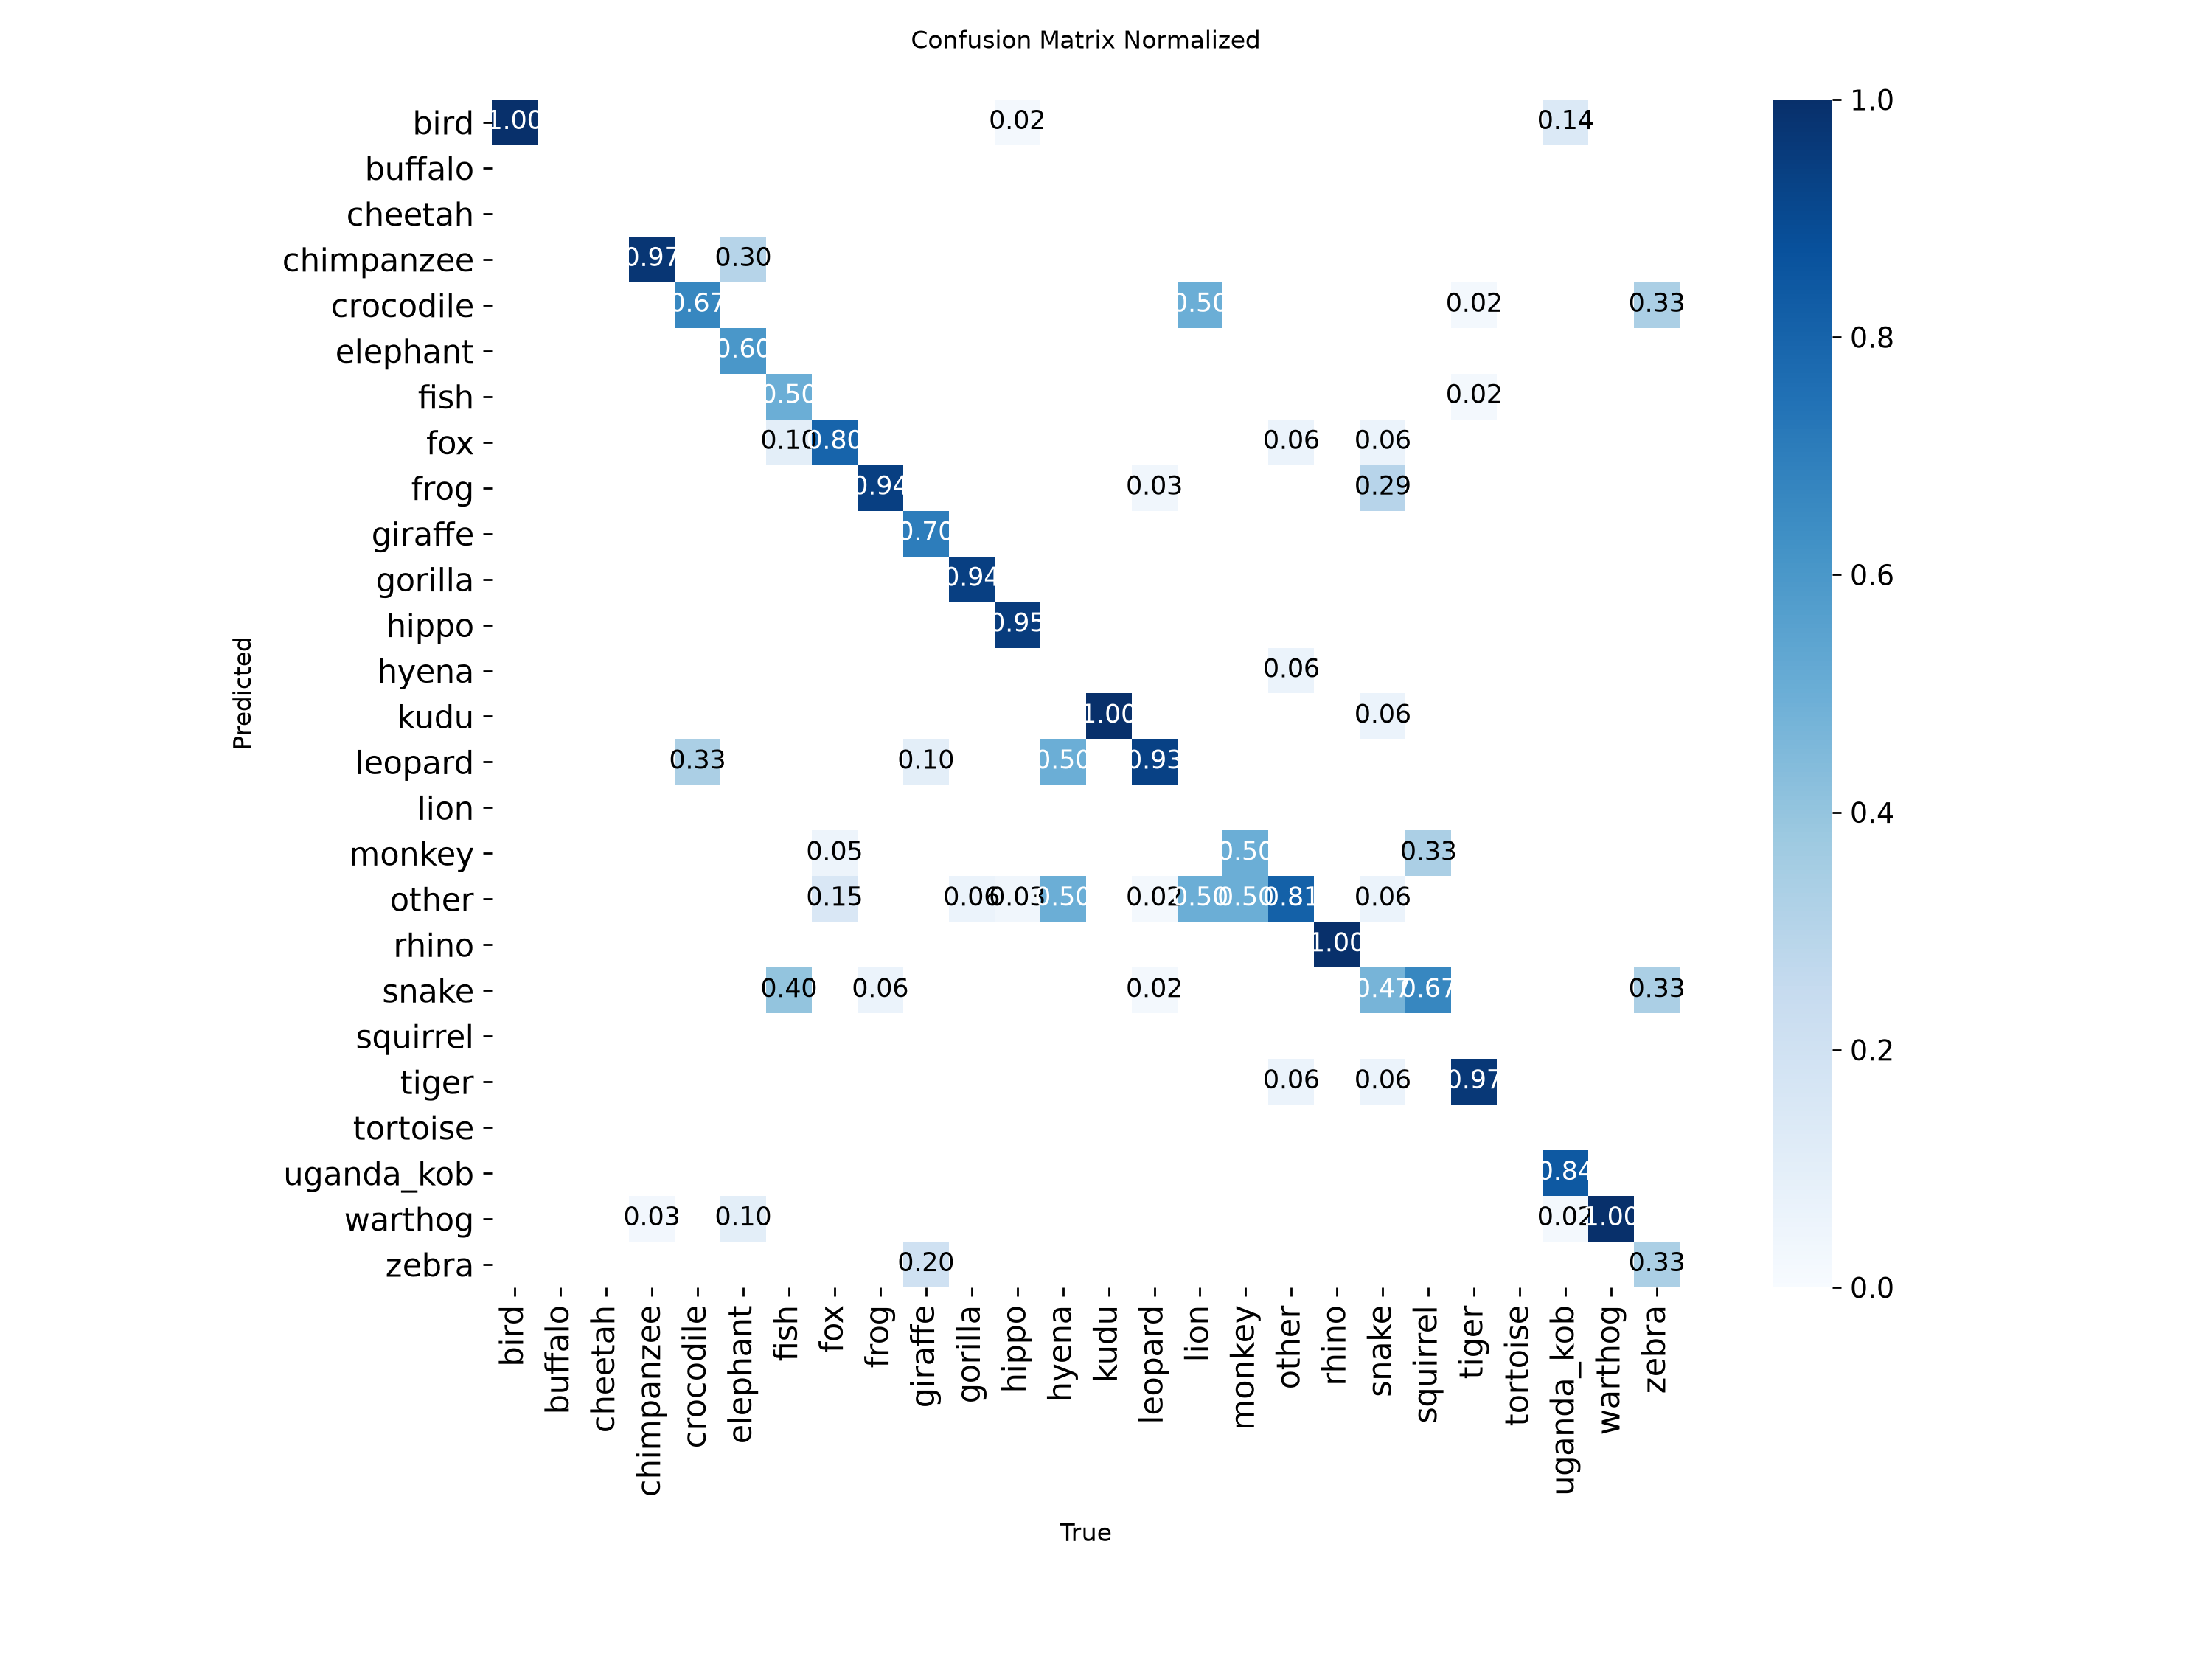 Confusion Matrix Normalized
bird 1.00 0.02 0.14
buffalo
cheetah
chimpanzee 0.97 0.30
crocodile 0.67 0.50 0.02 0.33
elephant 0.60
fish 0.50 0.02
fox 0.10 0.80 0.06 0.06
frog 0.94 0.03 0.29
giraffe 0.70
gorilla 0.94
hippo 0.95
hyena 0.06
kudu 1.00 0.06
leopard 0.33 0.10 0.50 0.93
lion
monkey 0.05 0.50 0.33
other 0.15 0.06 0.03 0.50 0.02 0.50 0.50 0.81 0.06
rhino 1.00
snake 0.40 0.06 0.02 0.47 0.67 0.33
squirrel
tiger 0.06 0.06 0.97
tortoise
uganda_kob 0.84
warthog 0.03 0.10 0.02 1.00
zebra 0.20 0.33
Predicted
bird buffalo cheetah chimpanzee crocodile elephant fish fox frog giraffe gorilla hippo hyena kudu leopard lion monkey other rhino snake squirrel tiger tortoise uganda_kob warthog zebra
True
1.0
0.8
0.6
0.4
0.2
0.0